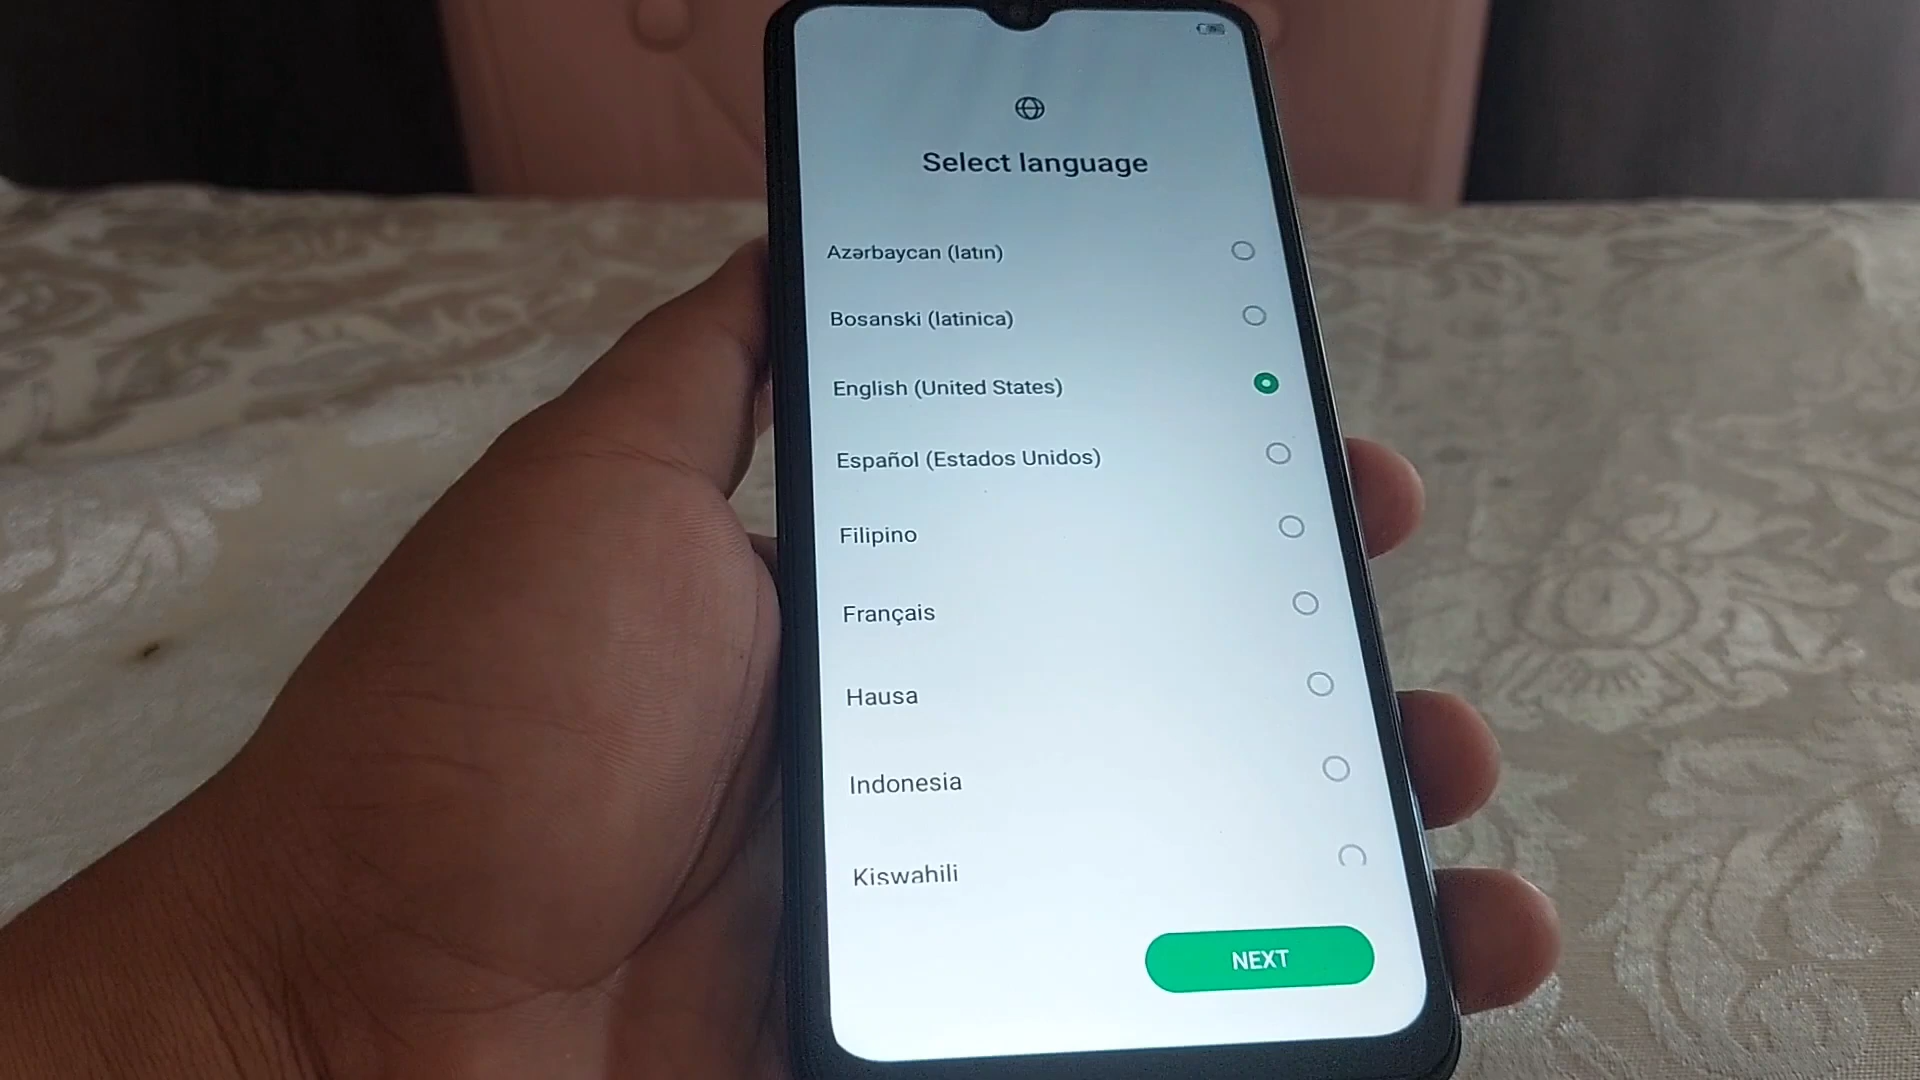 Select language
Azərbaycan (latın)
Bosanski (latinica)
English (United States)
Español (Estados Unidos)
Filipino
Français
Hausa
Indonesia
Kiswahili
NEXT